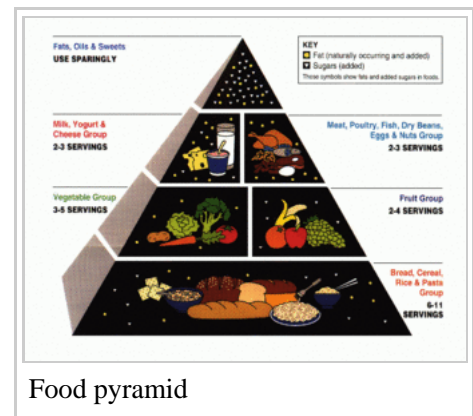 Fats, Oils & Sweets
USE SPARINGLY
KEY
Fat (naturally occurring and added)
Sugars (added)
These symbols show fats and added sugars in foods.
Milk, Yogurt &
Cheese Group
2-3 SERVINGS
Meat, Poultry, Fish, Dry Beans,
Eggs & Nuts Group
2-3 SERVINGS
Vegetable Group
3-5 SERVINGS
Fruit Group
2-4 SERVINGS
Bread, Cereal,
Rice & Pasta
Group
6-11
SERVINGS
Food pyramid